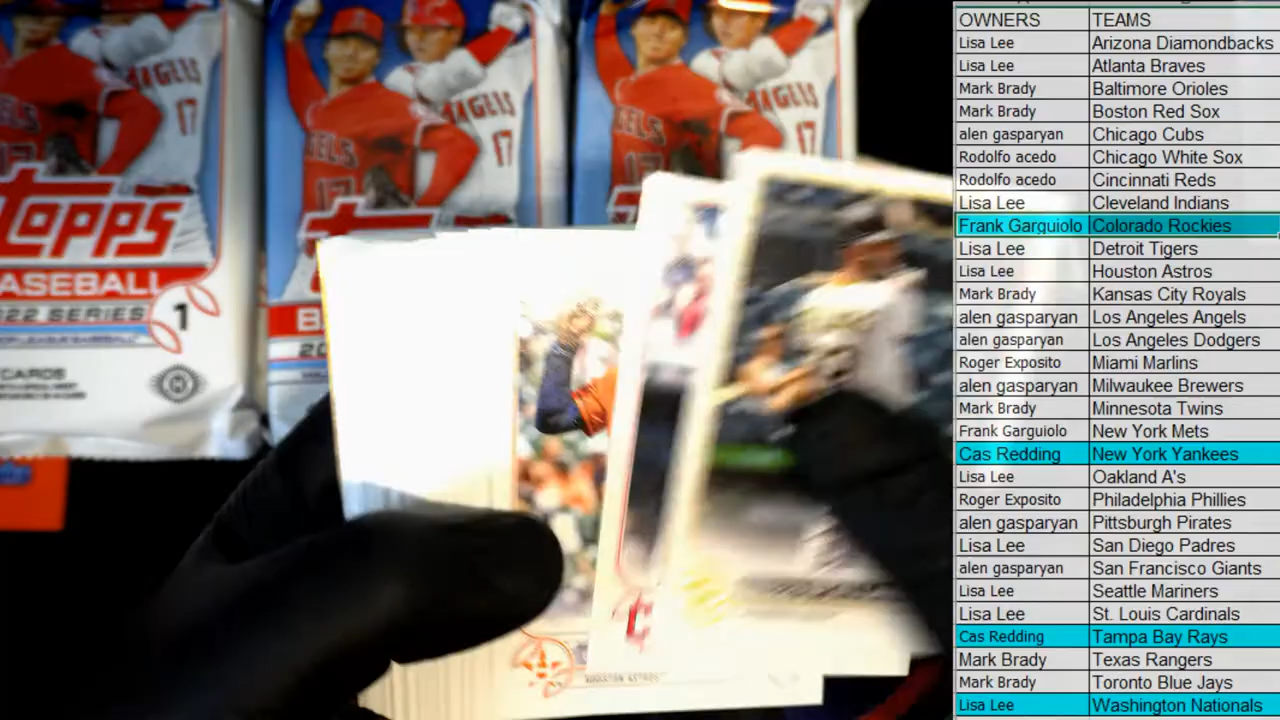 OWNERS TEAMS
Lisa Lee Arizona Diamondbacks
Lisa Lee Atlanta Braves
Mark Brady Baltimore Orioles
Mark Brady Boston Red Sox
alen gasparyan Chicago Cubs
Rodolfo acedo Chicago White Sox
Rodolfo acedo Cincinnati Reds
Lisa Lee Cleveland Indians
Frank Garguiolo Colorado Rockies
Lisa Lee Detroit Tigers
Lisa Lee Houston Astros
Mark Brady Kansas City Royals
alen gasparyan Los Angeles Angels
alen gasparyan Los Angeles Dodgers
Roger Exposito Miami Marlins
alen gasparyan Milwaukee Brewers
Mark Brady Minnesota Twins
Frank Garguiolo New York Mets
Cas Redding New York Yankees
Lisa Lee Oakland A's
Roger Exposito Philadelphia Phillies
alen gasparyan Pittsburgh Pirates
Lisa Lee San Diego Padres
alen gasparyan San Francisco Giants
Lisa Lee Seattle Mariners
Lisa Lee St. Louis Cardinals
Cas Redding Tampa Bay Rays
Mark Brady Texas Rangers
Mark Brady Toronto Blue Jays
Lisa Lee Washington Nationals
ANGELS
17
TOPPS
ASEBALL
022 SERIES 1
CARDS
ANGELS
17
ELS
17
B
20
ANGELS
17
ELS
17
HOUSTON ASTROS